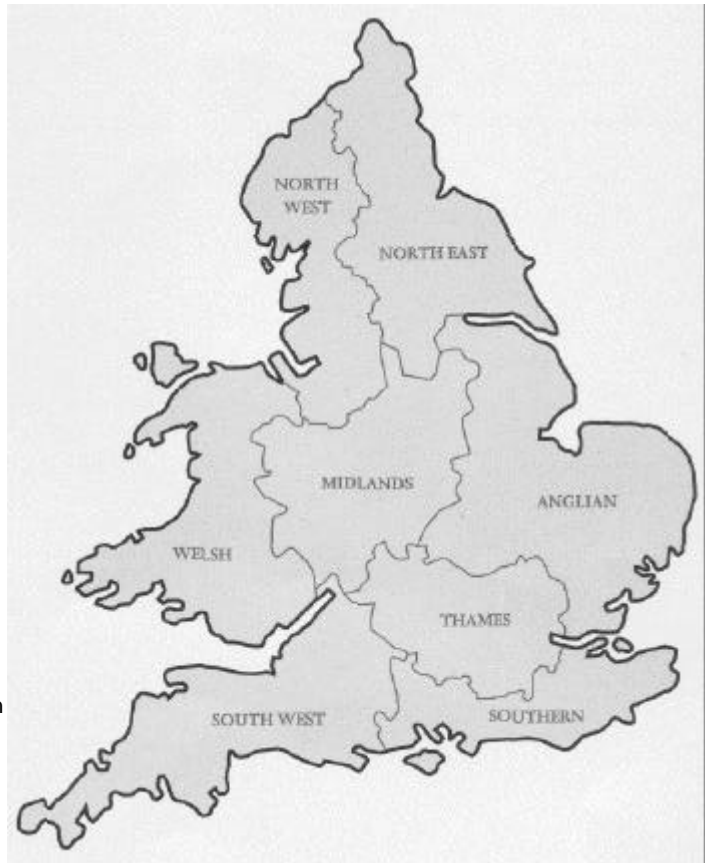 NORTH
WEST
NORTH EAST
MIDLANDS
ANGLIAN
WELSH
THAMES
SOUTH WEST
SOUTHERN